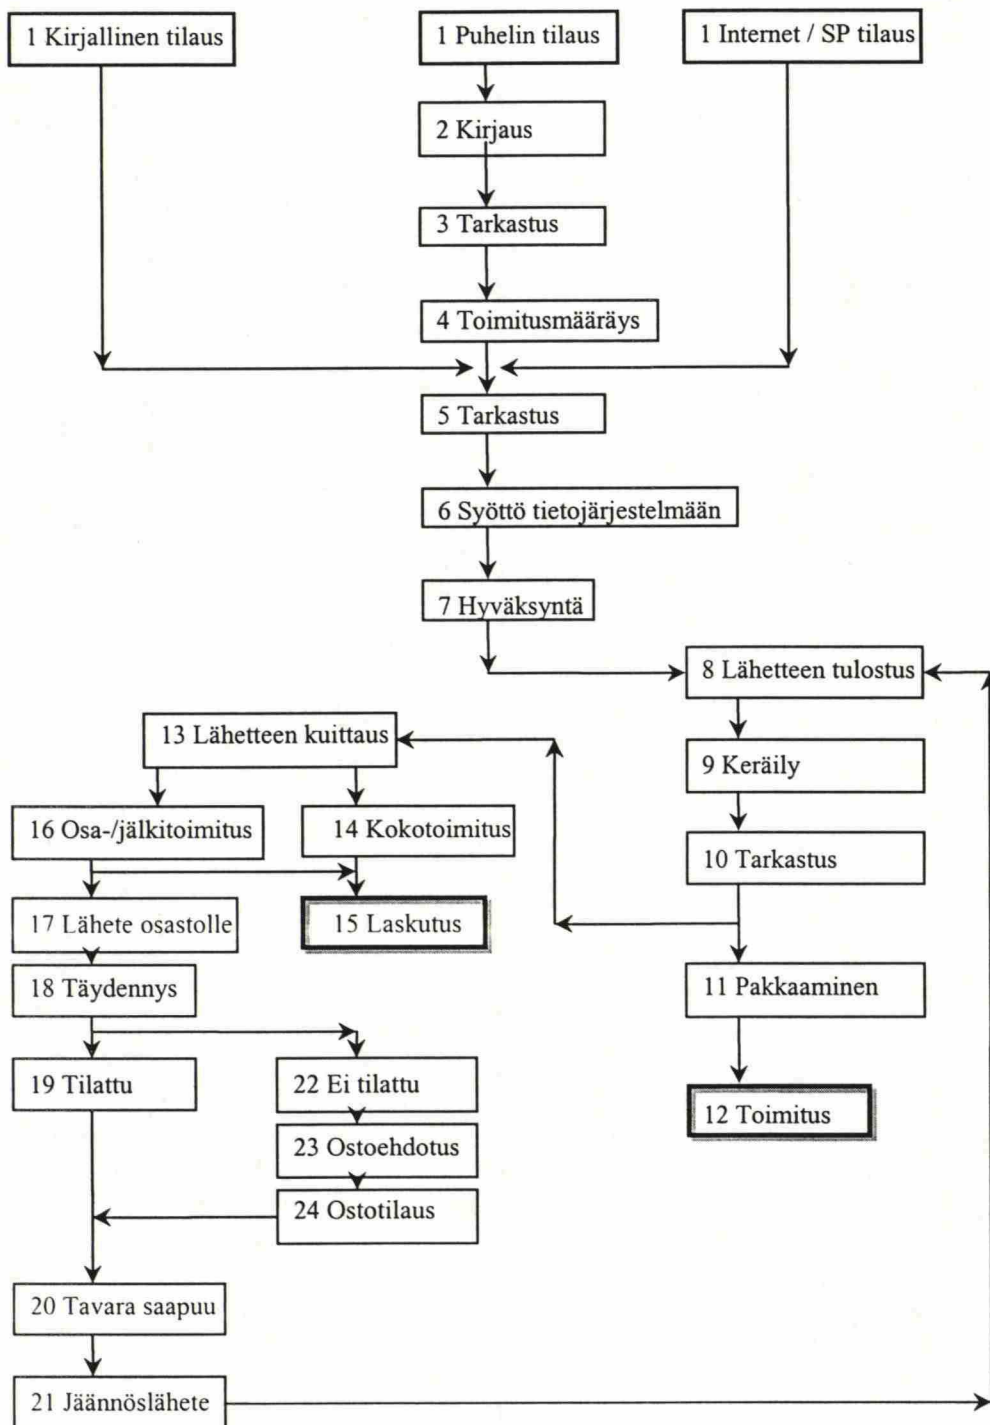 1 Kirjallinen tilaus
1 Puhelin tilaus
1 Internet / SP tilaus
2 Kirjaus
3 Tarkastus
4 Toimitusmääräys
5 Tarkastus
6 Syöttö tietojärjestelmään
7 Hyväksyntä
8 Lähetteen tulostus
13 Lähetteen kuittaus
9 Keräily
16 Osa-/jälkitoimitus
14 Kokotoimitus
10 Tarkastus
17 Lähete osastolle
15 Laskutus
18 Täydennys
11 Pakkaaminen
19 Tilattu
22 Ei tilattu
12 Toimitus
23 Ostoehdotus
24 Ostotilaus
20 Tavara saapuu
21 Jäännöslähete